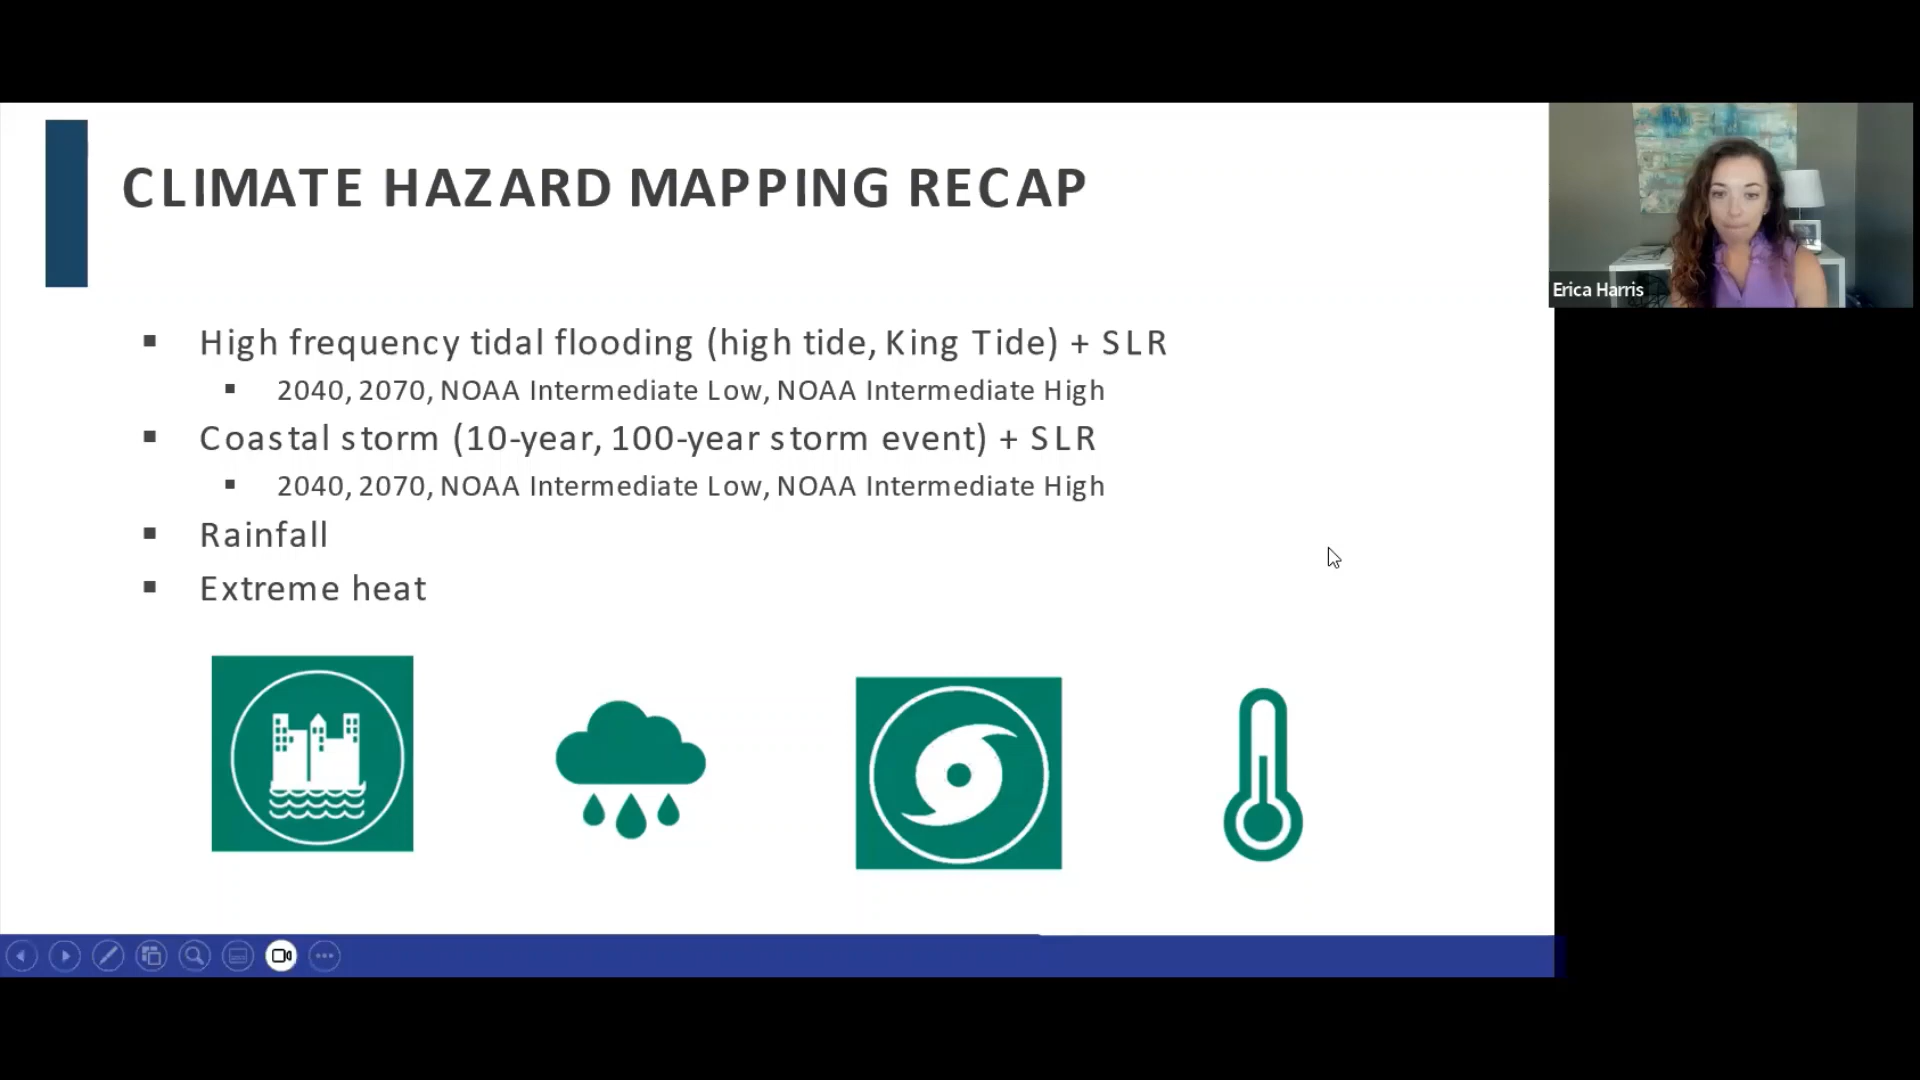 CLIMATE HAZARD MAPPING RECAP
High frequency tidal flooding (high tide, King Tide) + SLR
2040, 2070, NOAA Intermediate Low, NOAA Intermediate High
Coastal storm (10-year, 100-year storm event) + SLR
2040, 2070, NOAA Intermediate Low, NOAA Intermediate High
Rainfall
Extreme heat
Erica Harris